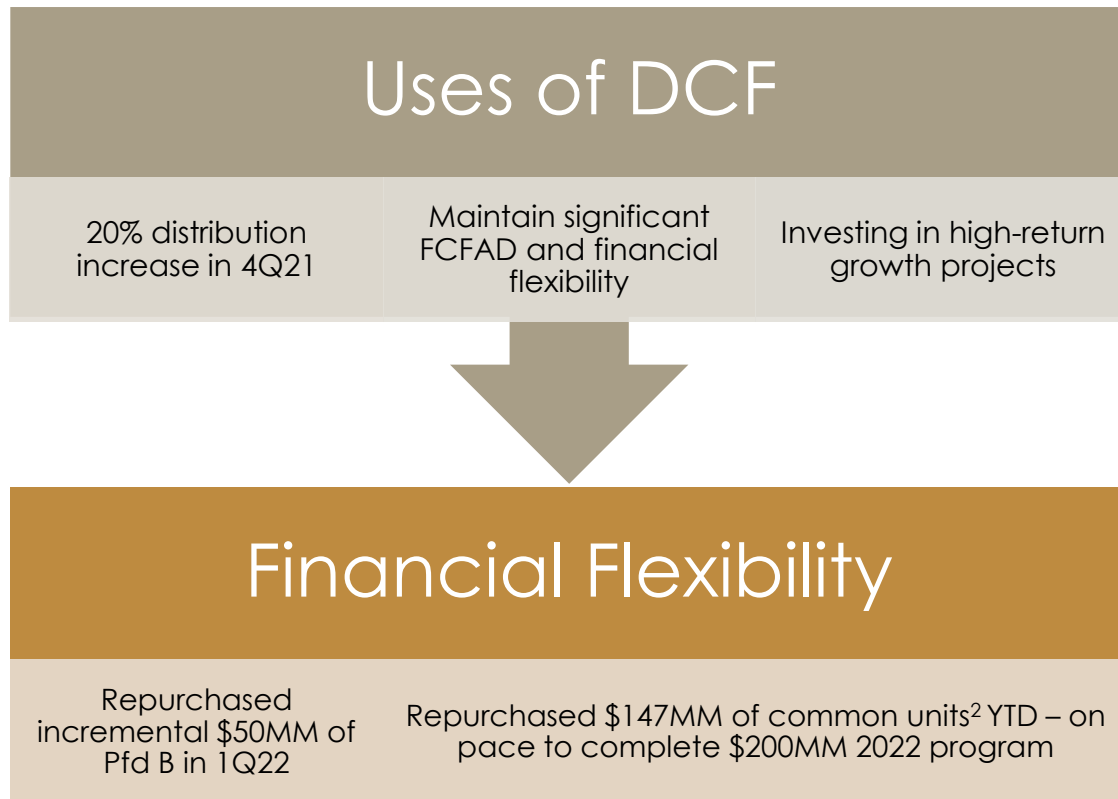 Uses of DCF
20% distribution
increase in 4Q21
Maintain significant
FCFAD and financial
flexibility
Investing in high-return
growth projects
Financial Flexibility
Repurchased
incremental $50MM of
Pfd B in 1Q22
Repurchased $147MM of common units² YTD – on
pace to complete $200MM 2022 program